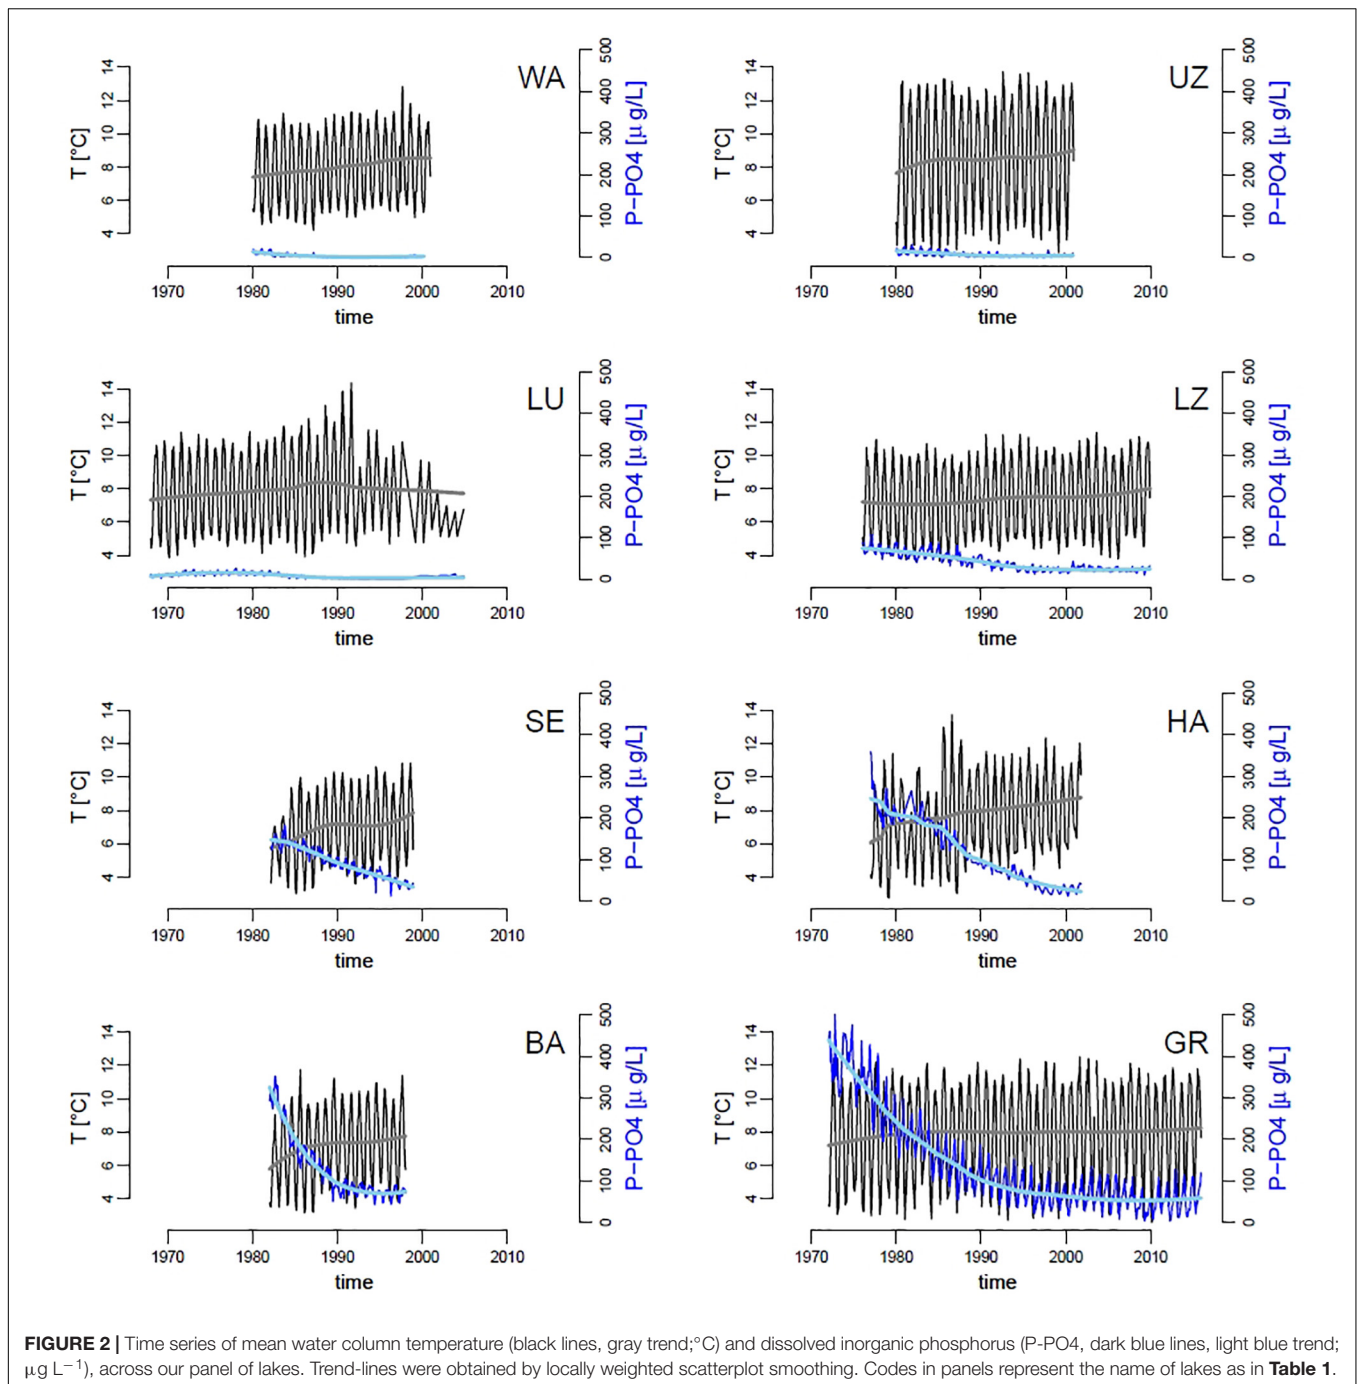 WA
T [°C]
4 6 8 10 12 14
P−PO4 [μ g/L]
0 100 200 300 400 500
1970 1980 1990 2000 2010
time
UZ
T [°C]
4 6 8 10 12 14
P−PO4 [μ g/L]
0 100 200 300 400 500
1970 1980 1990 2000 2010
time
LU
T [°C]
4 6 8 10 12 14
P−PO4 [μ g/L]
0 100 200 300 400 500
1970 1980 1990 2000 2010
time
LZ
T [°C]
4 6 8 10 12 14
P−PO4 [μ g/L]
0 100 200 300 400 500
1970 1980 1990 2000 2010
time
SE
T [°C]
4 6 8 10 12 14
P−PO4 [μ g/L]
0 100 200 300 400 500
1970 1980 1990 2000 2010
time
HA
T [°C]
4 6 8 10 12 14
P−PO4 [μ g/L]
0 100 200 300 400 500
1970 1980 1990 2000 2010
time
BA
T [°C]
4 6 8 10 12 14
P−PO4 [μ g/L]
0 100 200 300 400 500
1970 1980 1990 2000 2010
time
GR
T [°C]
4 6 8 10 12 14
P−PO4 [μ g/L]
0 100 200 300 400 500
1970 1980 1990 2000 2010
time
FIGURE 2 | Time series of mean water column temperature (black lines, gray trend;°C) and dissolved inorganic phosphorus (P-PO4, dark blue lines, light blue trend;
μg L⁻¹), across our panel of lakes. Trend-lines were obtained by locally weighted scatterplot smoothing. Codes in panels represent the name of lakes as in Table 1.